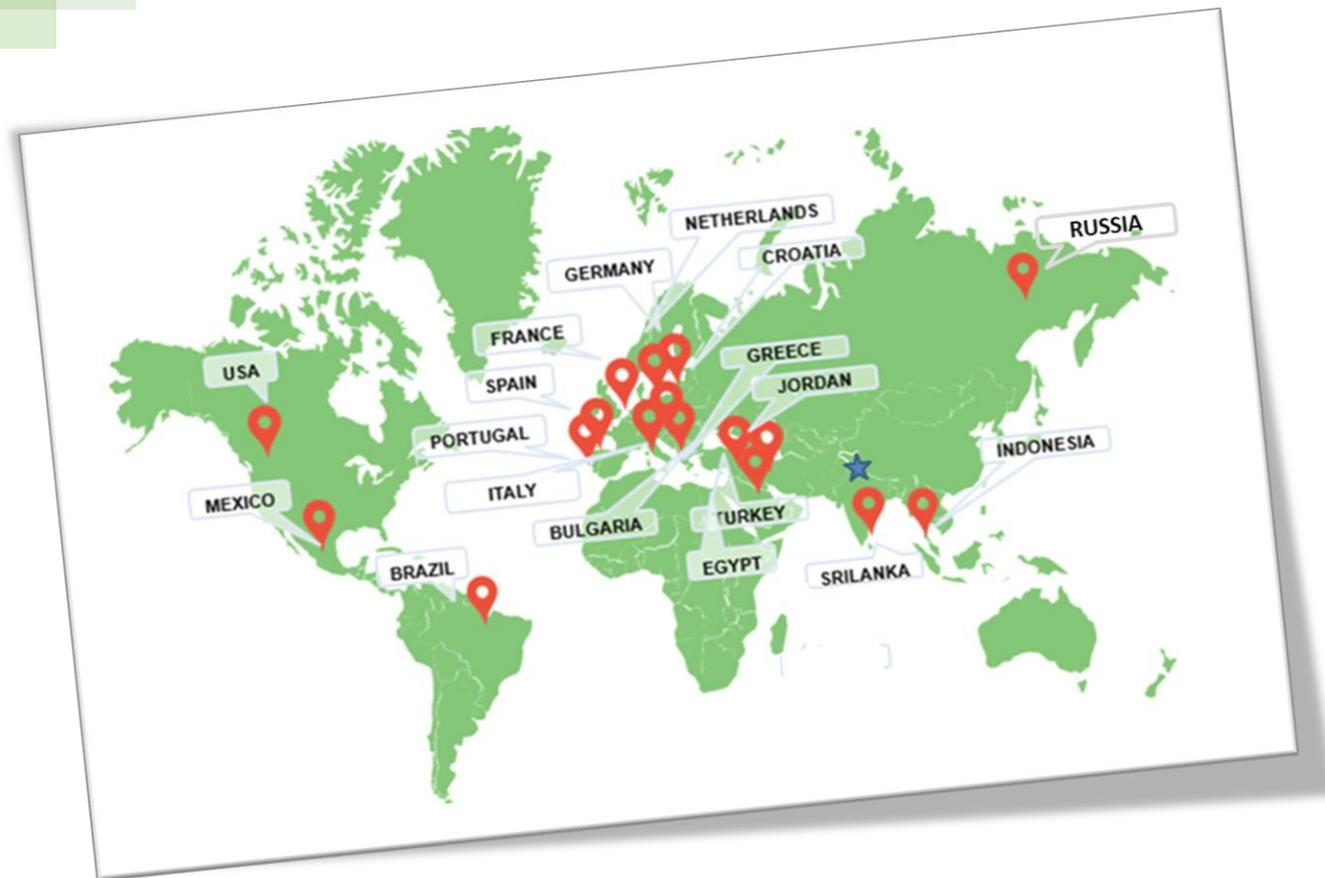 NETHERLANDS
RUSSIA
CROATIA
GERMANY
FRANCE
GREECE
USA
SPAIN
JORDAN
PORTUGAL
INDONESIA
ITALY
MEXICO
BULGARIA
TURKEY
BRAZIL
EGYPT
SRILANKA